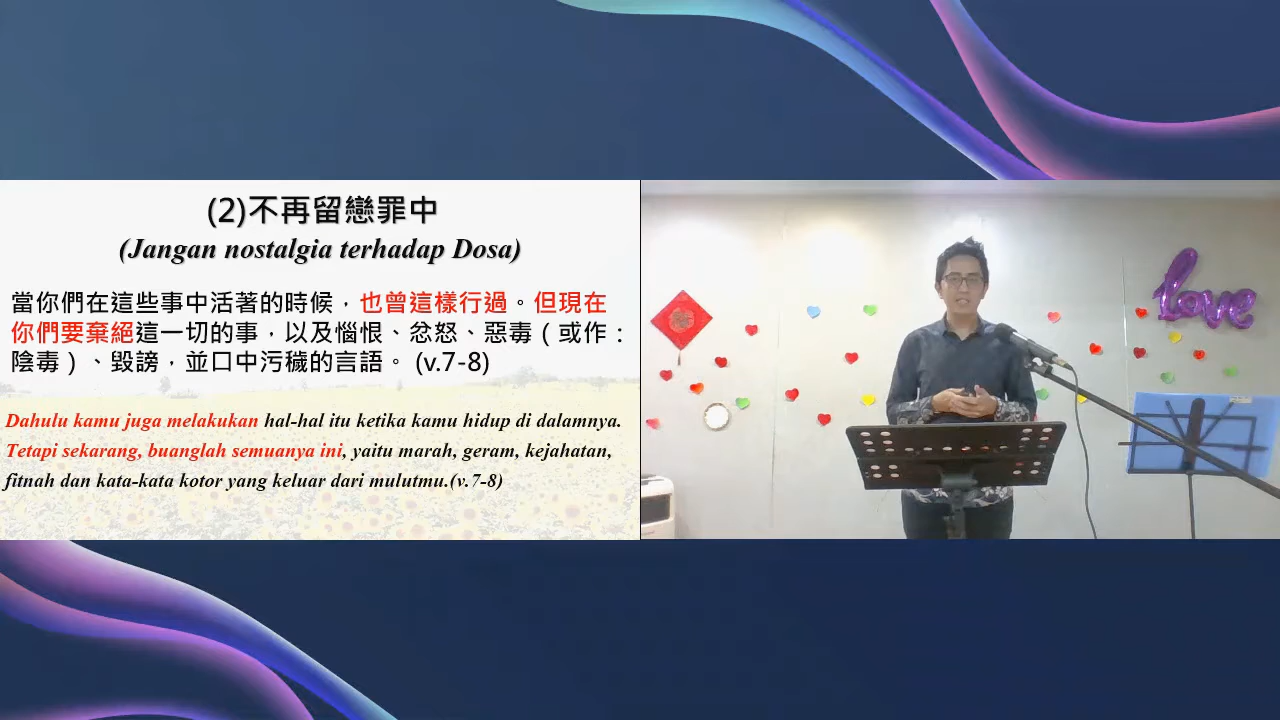 (2)不再留戀罪中
(Jangan nostalgia terhadap Dosa)
當你們在這些事中活著的時候，也曾這樣行過。但現在
你們要棄絕這一切的事，以及惱恨、忿怒、惡毒（或作：
陰毒）、毀謗，並口中污穢的言語。 (v.7-8)
Dahulu kamu juga melakukan hal-hal itu ketika kamu hidup di dalamnya.
Tetapi sekarang, buanglah semuanya ini, yaitu marah, geram, kejahatan,
fitnah dan kata-kata kotor yang keluar dari mulutmu.(v.7-8)
love